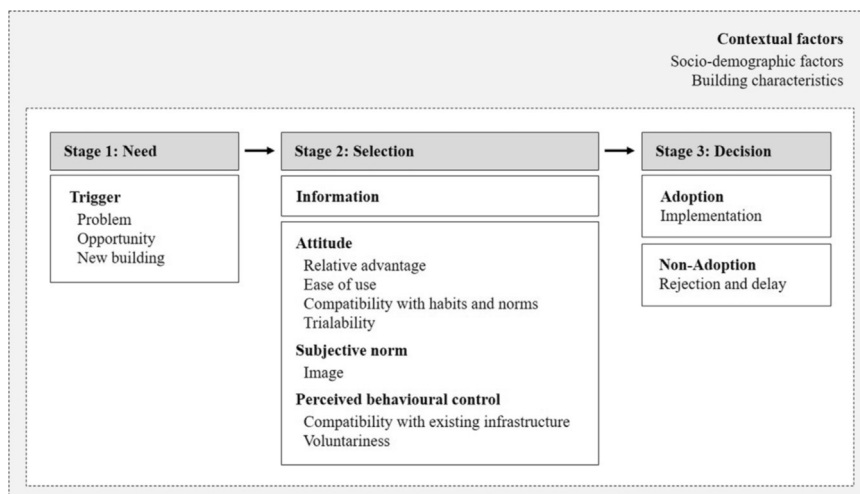 Contextual factors
Socio-demographic factors
Building characteristics
Stage 1: Need
Trigger
Problem
Opportunity
New building
Stage 2: Selection
Information
Attitude
Relative advantage
Ease of use
Compatibility with habits and norms
Trialability
Subjective norm
Image
Perceived behavioural control
Compatibility with existing infrastructure
Voluntariness
Stage 3: Decision
Adoption
Implementation
Non-Adoption
Rejection and delay